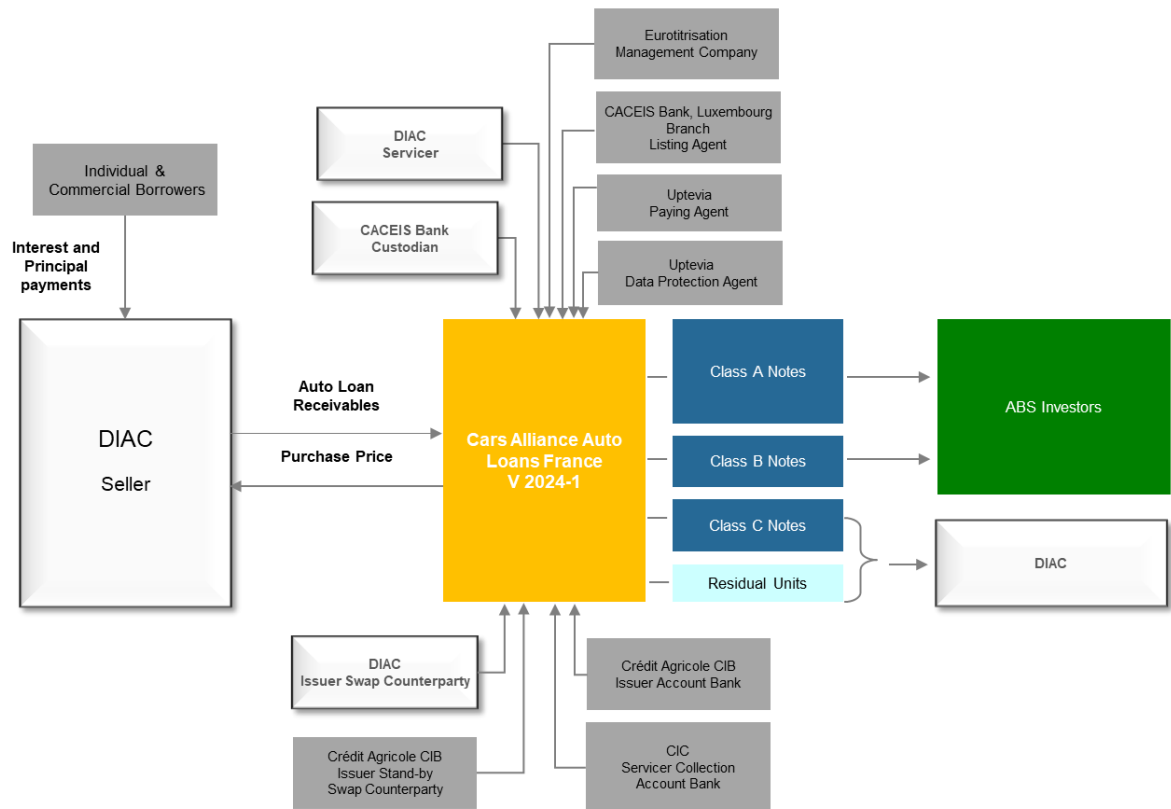 Eurotitrisation
Management Company
CACEIS Bank, Luxembourg
Branch
Listing Agent
DIAC
Servicer
Individual &
Commercial Borrowers
Uptevia
Paying Agent
CACEIS Bank
Custodian
Uptevia
Data Protection Agent
Interest and
Principal
payments
DIAC
Seller
Auto Loan
Receivables
Purchase Price
Cars Alliance Auto
Loans France
V 2024-1
Class A Notes
Class B Notes
Class C Notes
Residual Units
ABS Investors
DIAC
DIAC
Issuer Swap Counterparty
Crédit Agricole CIB
Issuer Account Bank
Crédit Agricole CIB
Issuer Stand-by
Swap Counterparty
CIC
Servicer Collection
Account Bank